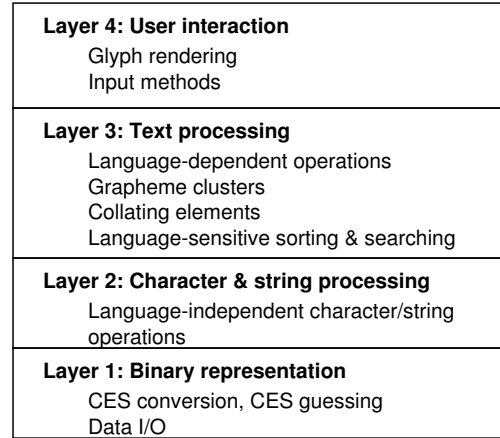 Layer 4: User interaction
Glyph rendering
Input methods
Layer 3: Text processing
Language-dependent operations
Grapheme clusters
Collating elements
Language-sensitive sorting & searching
Layer 2: Character & string processing
Language-independent character/string
operations
Layer 1: Binary representation
CES conversion, CES guessing
Data I/O